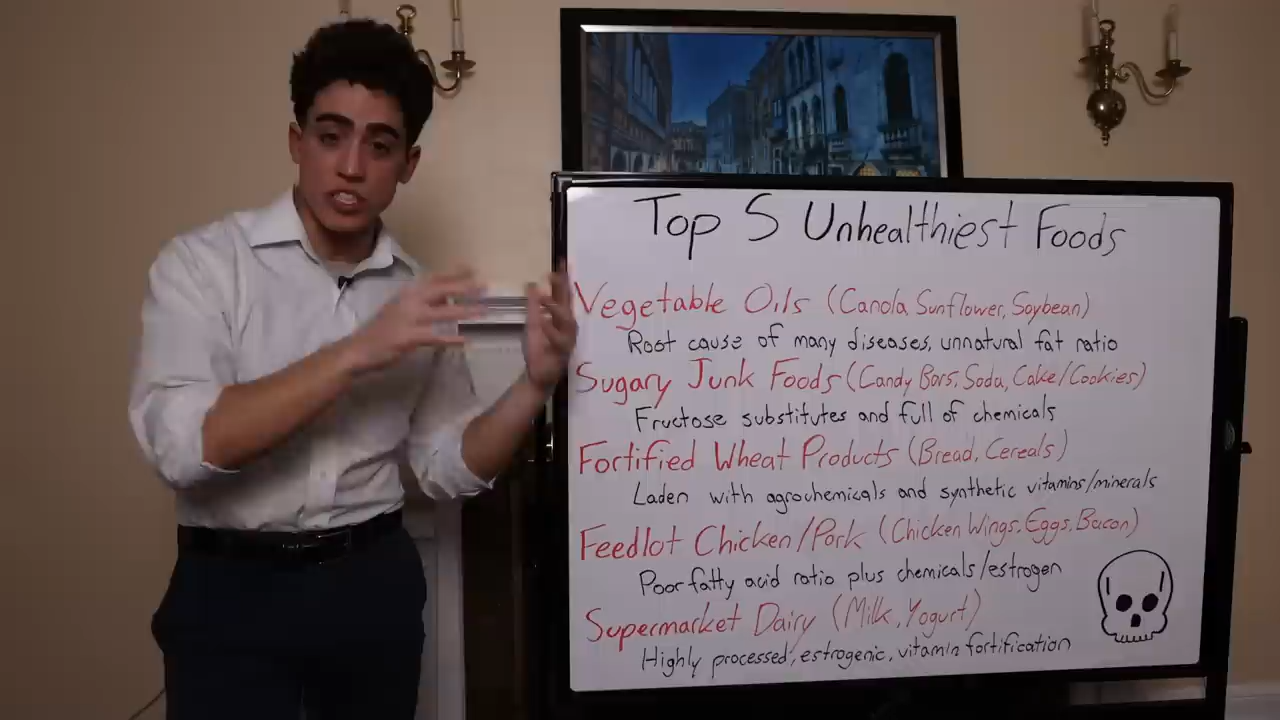 Top 5 Unhealthiest Foods
Vegetable Oils (Canola, Sunflower, Soybean)
Root cause of many diseases, unnatural fat ratio
Sugary Junk Foods (Candy Bars, Soda, Cake/Cookies)
Fructose substitutes and full of chemicals
Fortified Wheat Products (Bread, Cereals)
Laden with agrochemicals and synthetic vitamins/minerals
Feedlot Chicken/Pork (Chicken Wings, Eggs, Bacon)
Poor fatty acid ratio plus chemicals/estrogen
Supermarket Dairy (Milk, Yogurt)
Highly processed, estrogenic, vitamin fortification